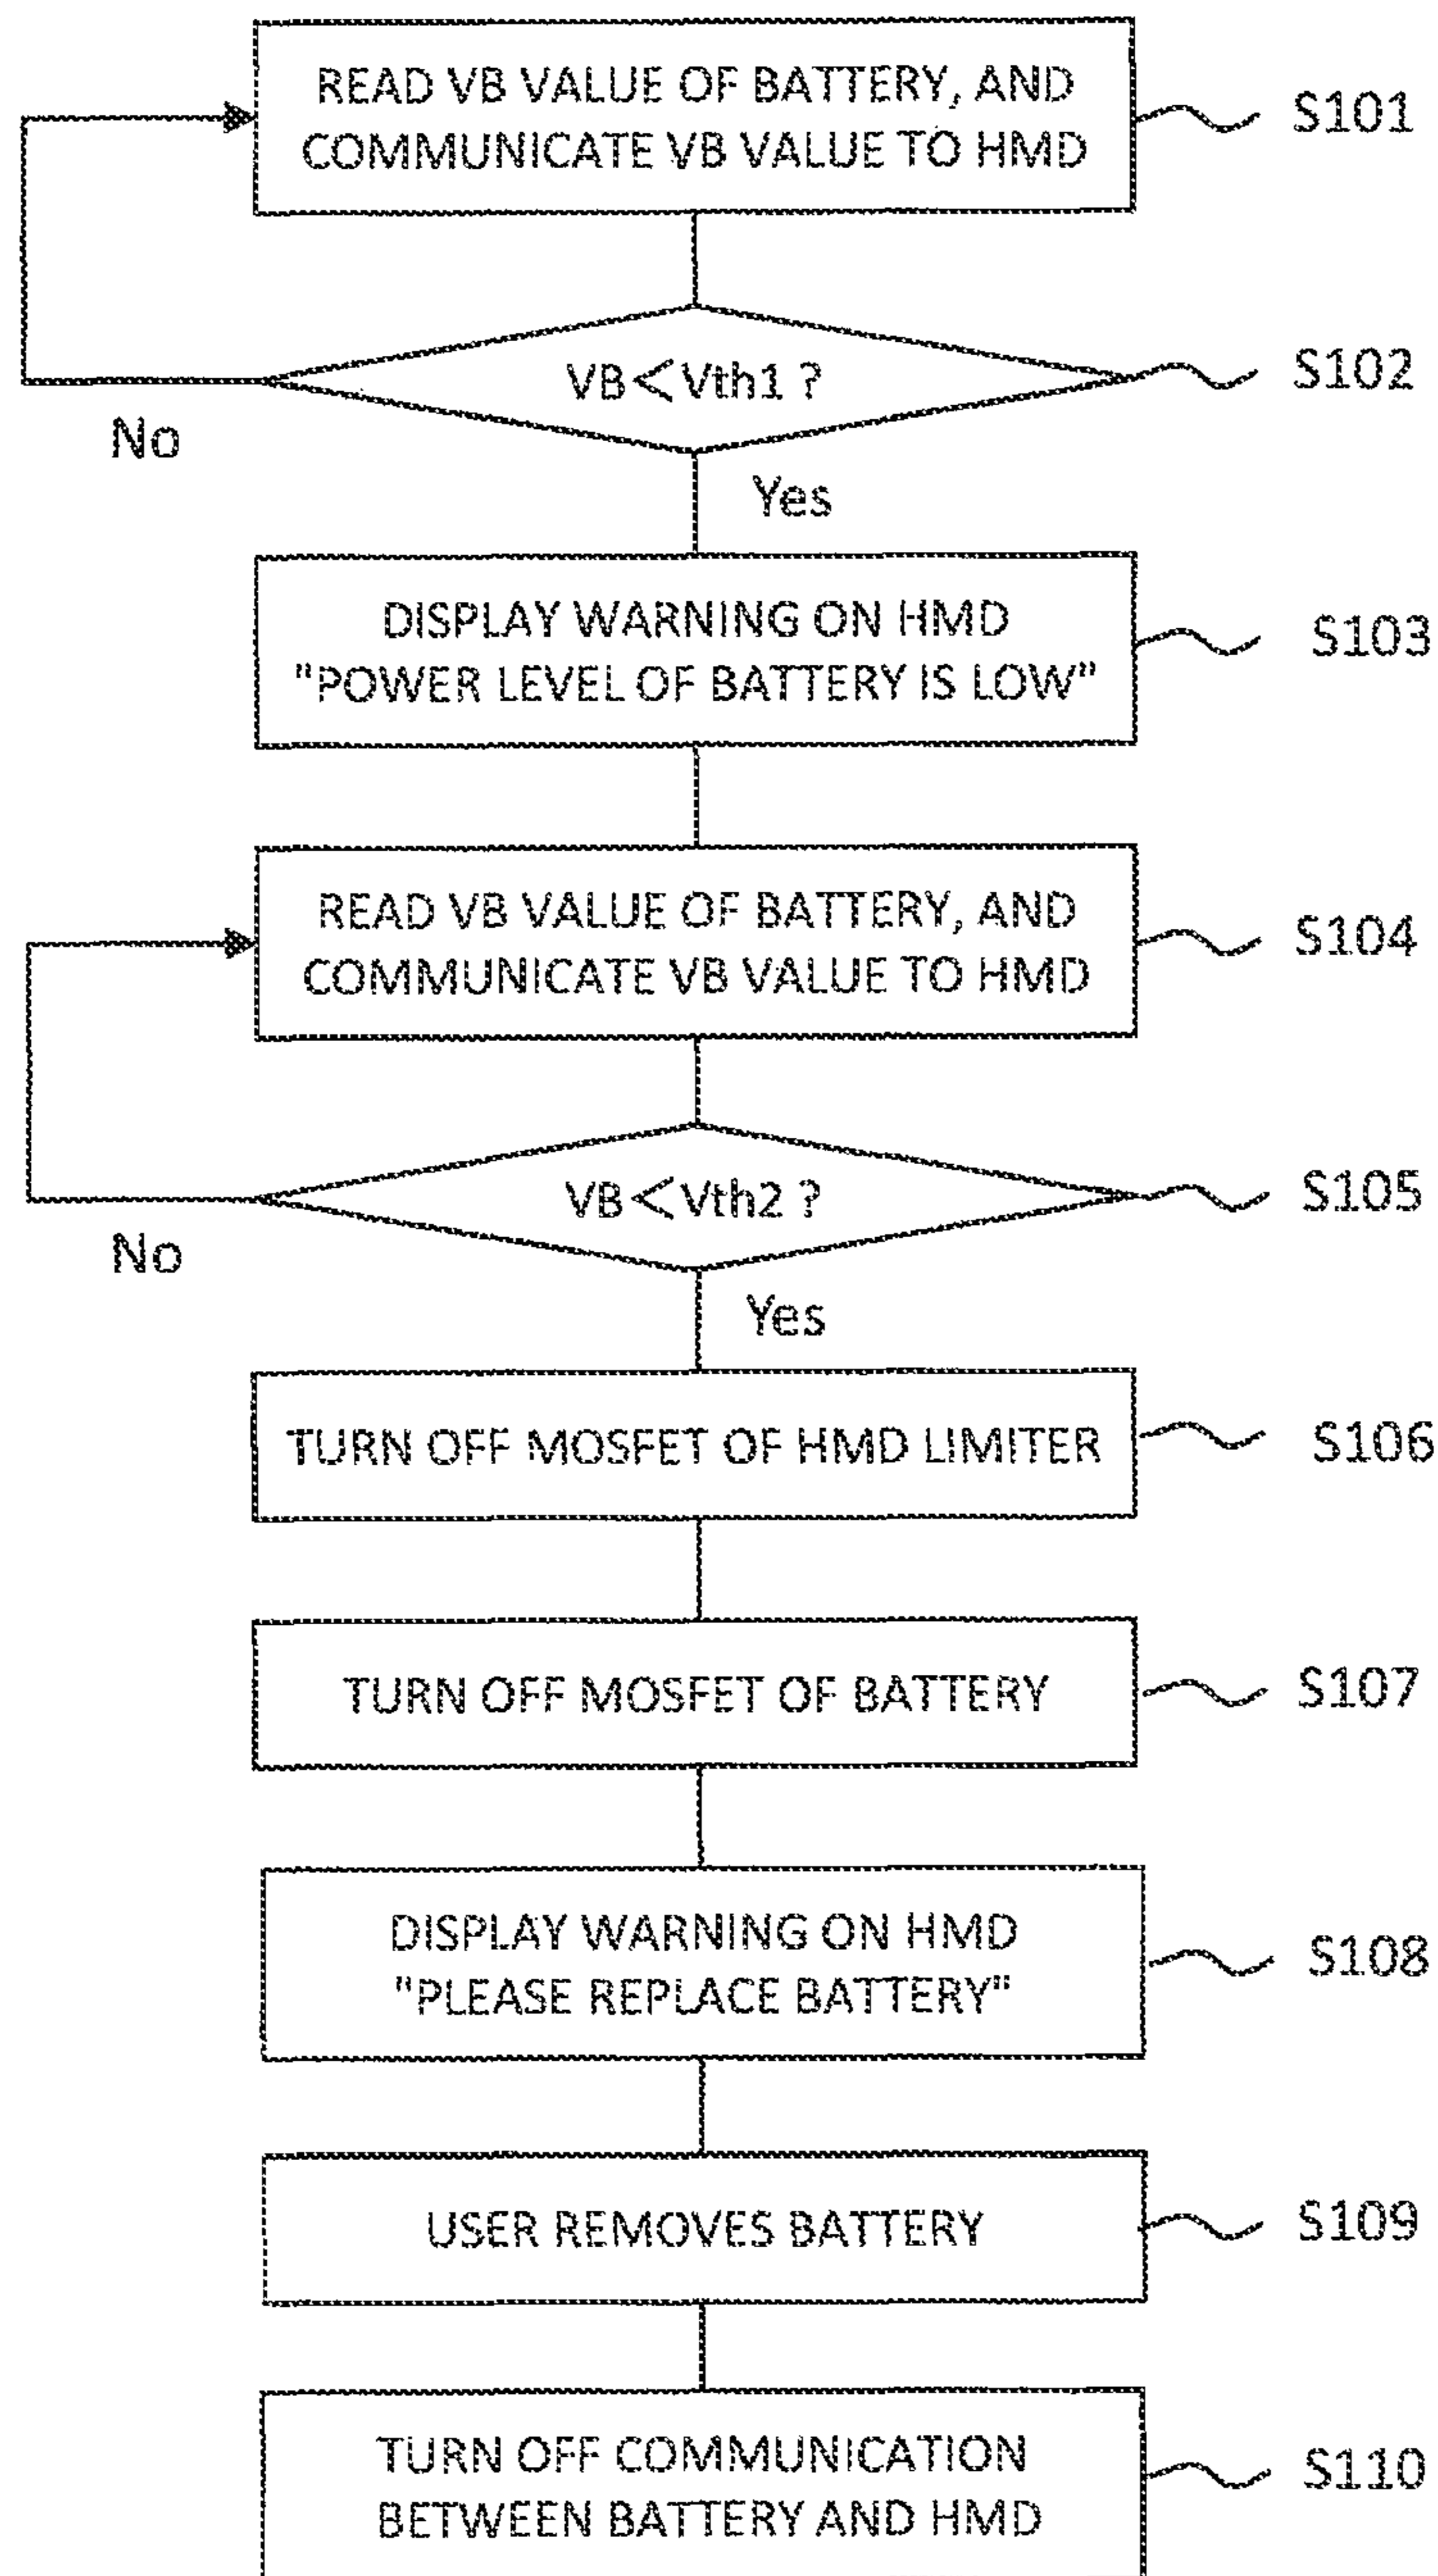 READ VB VALUE OF BATTERY, AND
COMMUNICATE VB VALUE TO HMD
S101
VB<Vth1 ?
S102
No
Yes
DISPLAY WARNING ON HMD
"POWER LEVEL OF BATTERY IS LOW"
S103
READ VB VALUE OF BATTERY, AND
COMMUNICATE VB VALUE TO HMD
S104
VB<Vth2 ?
S105
No
Yes
TURN OFF MOSFET OF HMD LIMITER
S106
TURN OFF MOSFET OF BATTERY
S107
DISPLAY WARNING ON HMD
"PLEASE REPLACE BATTERY"
S108
USER REMOVES BATTERY
S109
TURN OFF COMMUNICATION
BETWEEN BATTERY AND HMD
S110